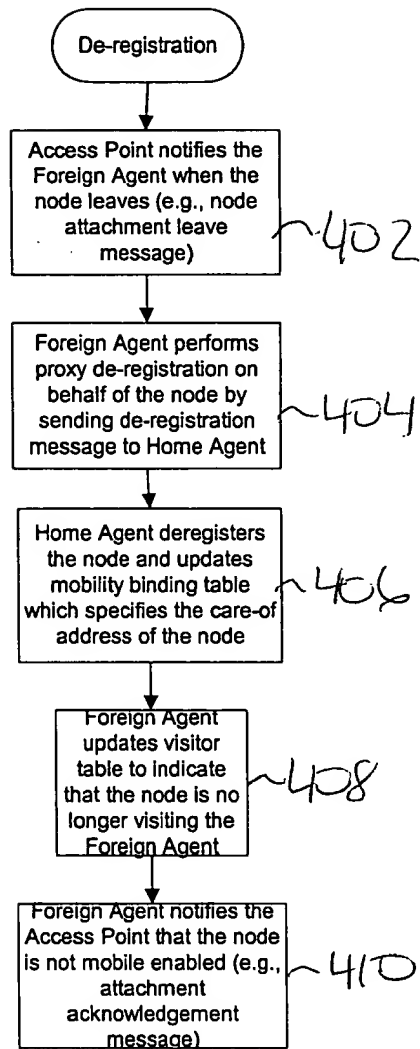 De-registration
Access Point notifies the
Foreign Agent when the
node leaves (e.g., node
attachment leave
message)
402
Foreign Agent performs
proxy de-registration on
behalf of the node by
sending de-registration
message to Home Agent
404
Home Agent deregisters
the node and updates
mobility binding table
which specifies the care-of
address of the node
406
Foreign Agent
updates visitor
table to indicate
that the node is no
longer visiting the
Foreign Agent
408
Foreign Agent notifies the
Access Point that the node
is not mobile enabled (e.g.,
attachment
acknowledgement
message)
410